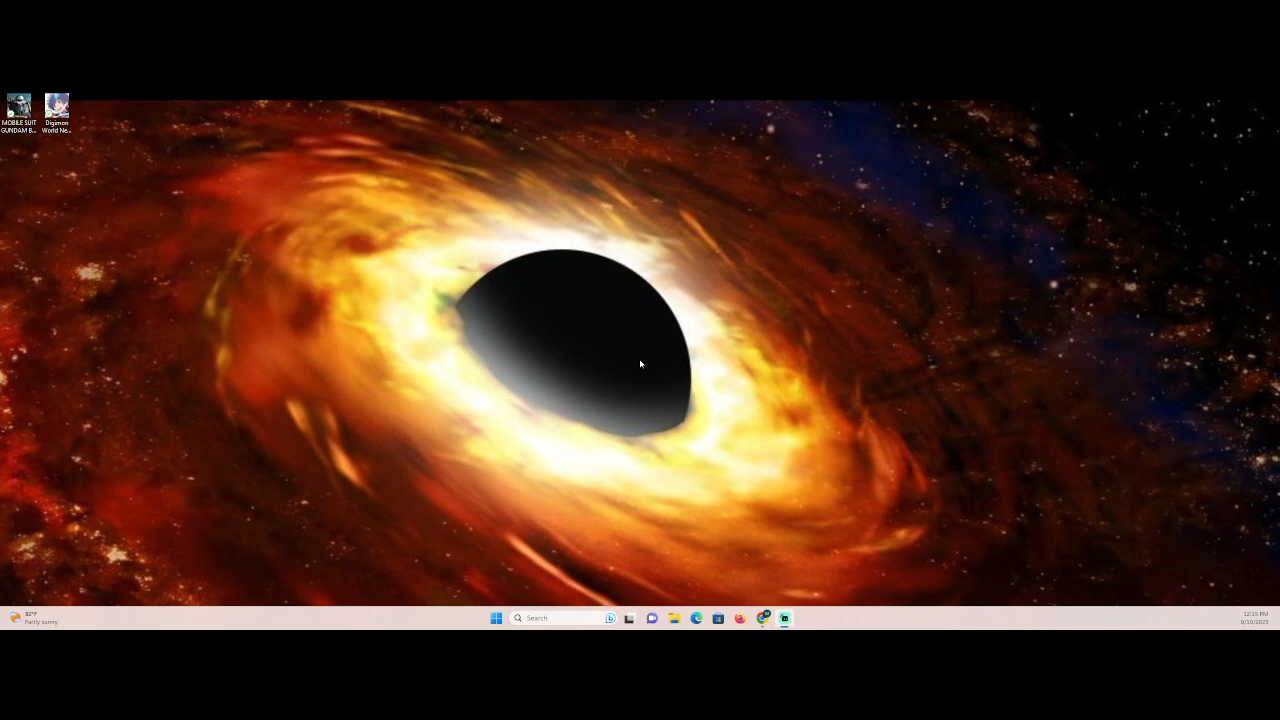 MOBILE SUIT
GUNDAM B...
Digimon
World Ne...
82°F
Partly sunny
Search
12:15 PM
9/10/2023